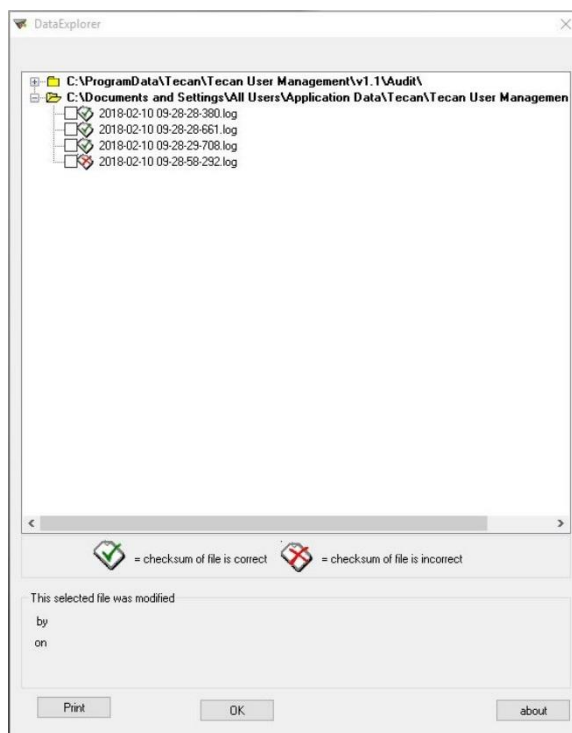 DataExplorer
C:\ProgramData\Tecan\Tecan User Management\v1.1\Audit\
C:\Documents and Settings\All Users\Application Data\Tecan\Tecan User Managemen
2018-02-10 09-28-28-380.log
2018-02-10 09-28-28-661.log
2018-02-10 09-28-29-708.log
2018-02-10 09-28-58-292.log
= checksum of file is correct = checksum of file is incorrect
This selected file was modified
by
on
Print OK about